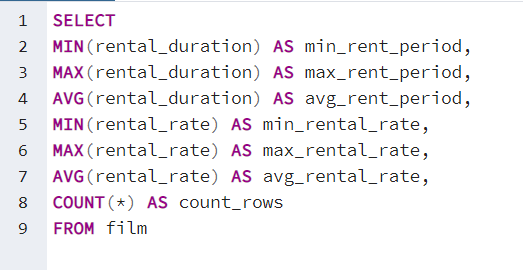 1 SELECT
2 MIN(rental_duration) AS min_rent_period,
3 MAX(rental_duration) AS max_rent_period,
4 AVG(rental_duration) AS avg_rent_period,
5 MIN(rental_rate) AS min_rental_rate,
6 MAX(rental_rate) AS max_rental_rate,
7 AVG(rental_rate) AS avg_rental_rate,
8 COUNT(*) AS count_rows
9 FROM film